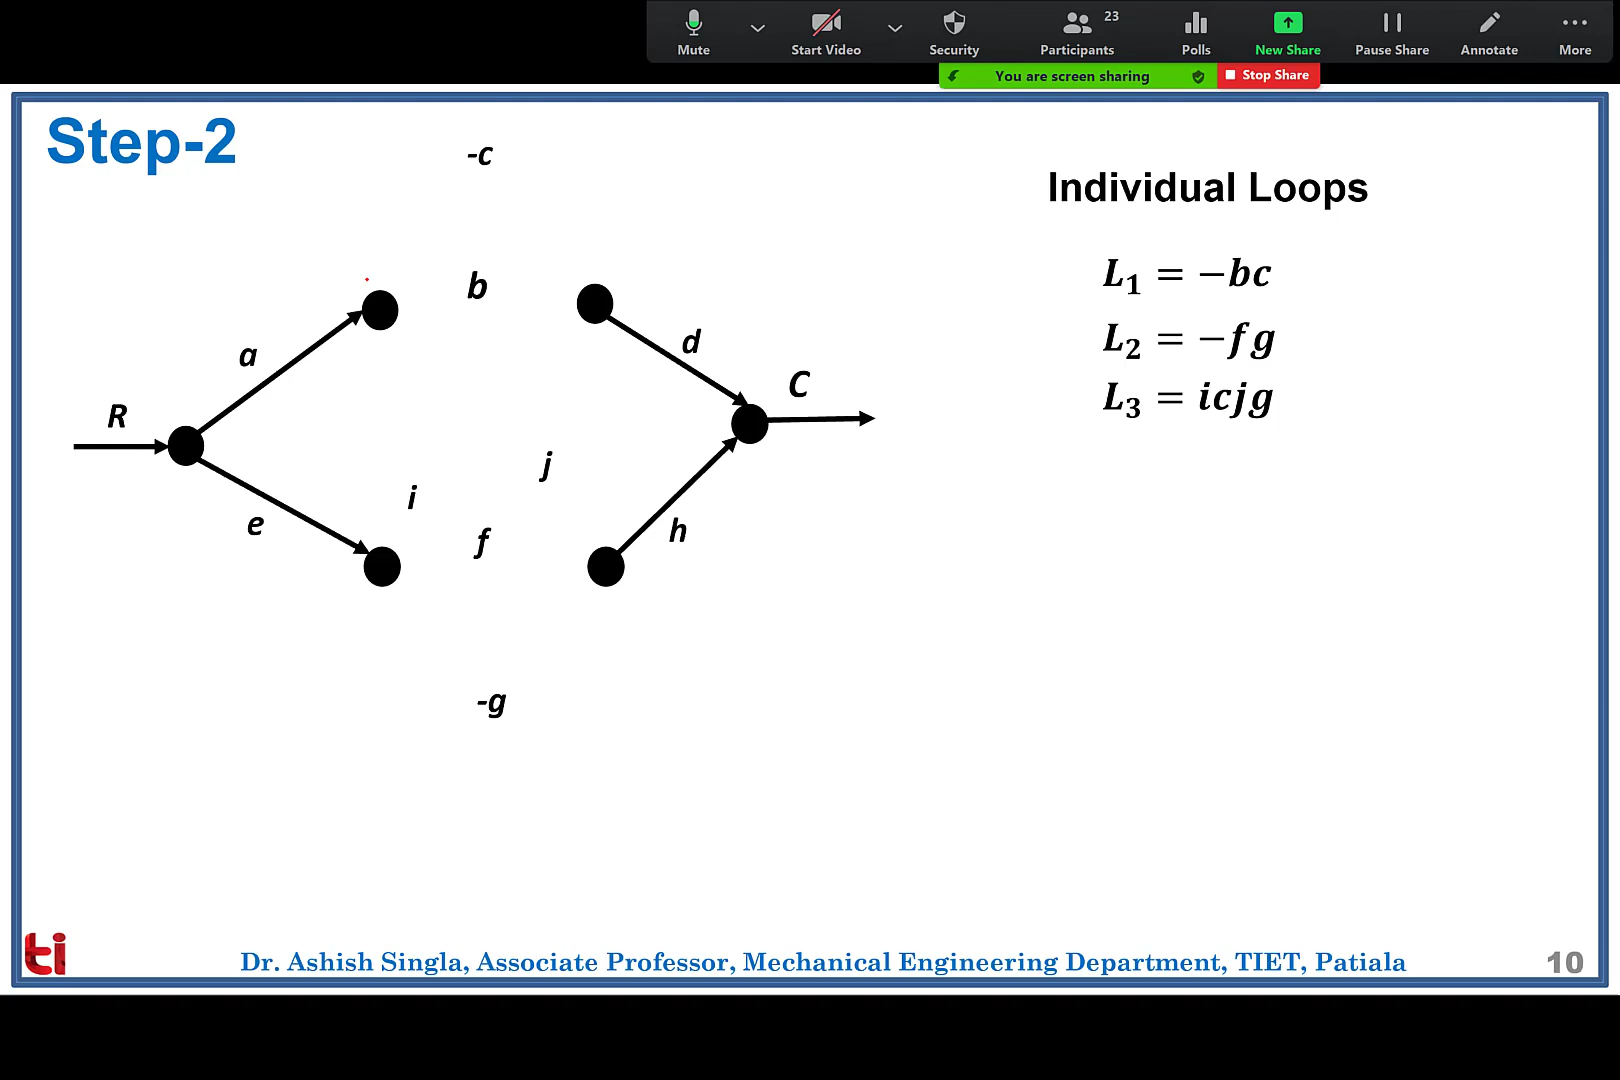 Mute
Start Video
Security
Participants
23
Polls
New Share
Pause Share
Annotate
More
You are screen sharing
Stop Share
Step-2
-c
Individual Loops
b
L₁ = −bc
a
d
L₂ = −fg
R
C
L₃ = icjg
j
i
e
f
h
-g
ti
Dr. Ashish Singla, Associate Professor, Mechanical Engineering Department, TIET, Patiala
10